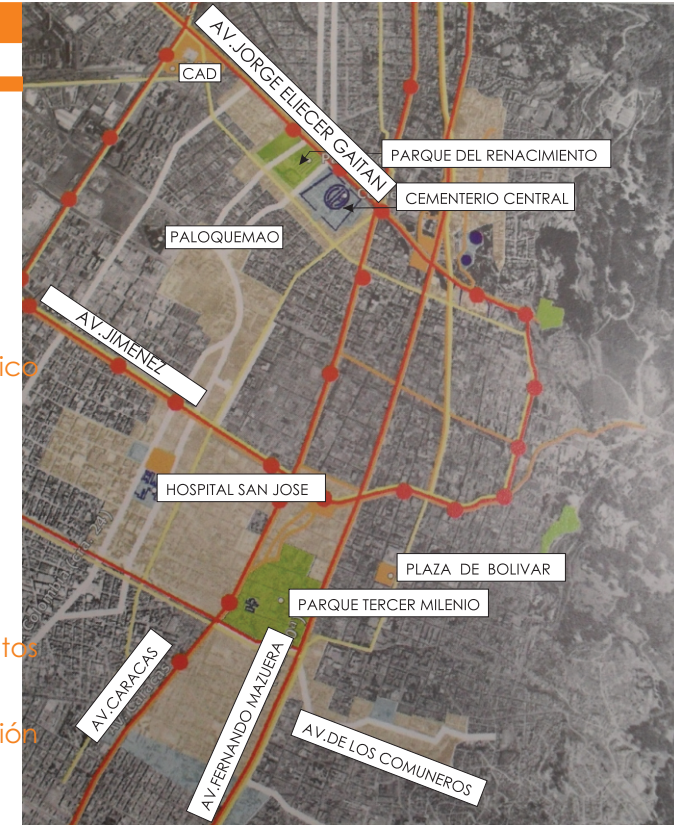 AV.JORGE ELIECER GAITAN
CAD
PARQUE DEL RENACIMIENTO
CEMENTERIO CENTRAL
PALOQUEMAO
AV.JIMENEZ
ico
HOSPITAL SAN JOSE
PLAZA DE BOLIVAR
PARQUE TERCER MILENIO
tos
AV.CARACAS
AV.FERNANDO MAZUERA
ión
AV.DE LOS COMUNEROS